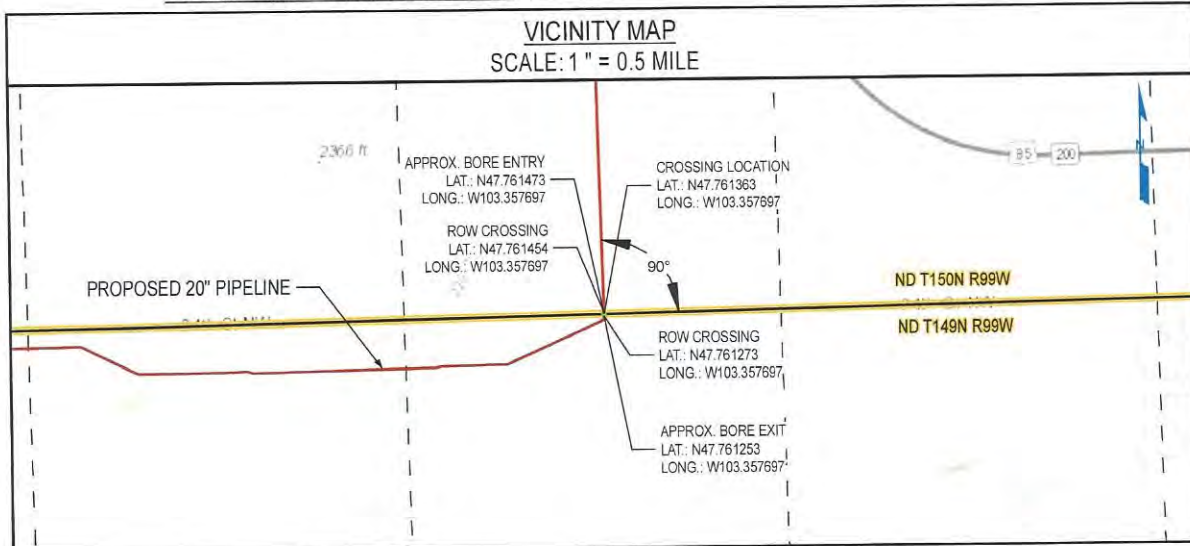 VICINITY MAP
SCALE: 1 " = 0.5 MILE
2366 ft
APPROX. BORE ENTRY
LAT.: N47.761473
LONG.: W103.357697
CROSSING LOCATION
LAT.: N47.761363
LONG.: W103.357697
85
200
N
ROW CROSSING
LAT.: N47.761454
LONG.: W103.357697
90°
PROPOSED 20" PIPELINE
ND T150N R99W
ND T149N R99W
ROW CROSSING
LAT.: N47.761273
LONG.: W103.357697
APPROX. BORE EXIT
LAT.: N47.761253
LONG.: W103.357697